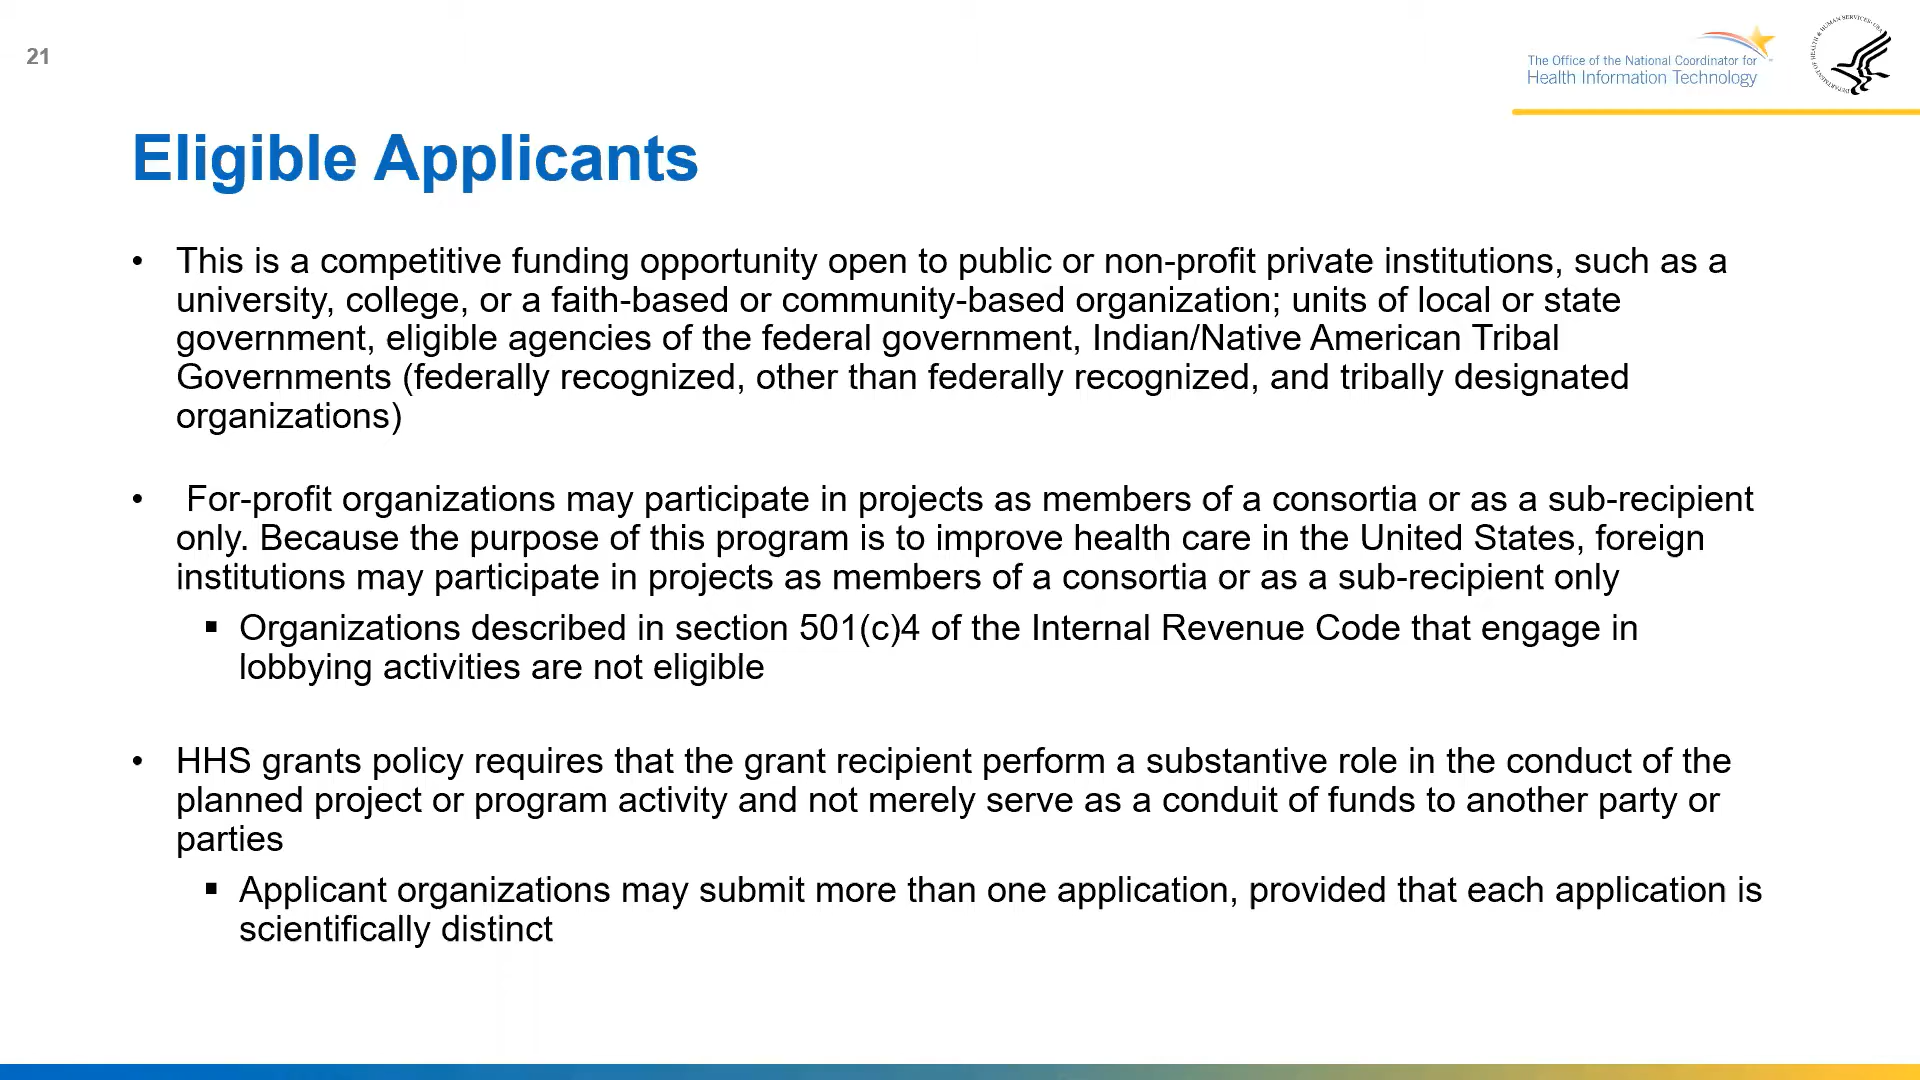 21
The Office of the National Coordinator for
Health Information Technology
DEPARTMENT OF HEALTH & HUMAN SERVICES · USA
Eligible Applicants
• This is a competitive funding opportunity open to public or non-profit private institutions, such as a
university, college, or a faith-based or community-based organization; units of local or state
government, eligible agencies of the federal government, Indian/Native American Tribal
Governments (federally recognized, other than federally recognized, and tribally designated
organizations)
• For-profit organizations may participate in projects as members of a consortia or as a sub-recipient
only. Because the purpose of this program is to improve health care in the United States, foreign
institutions may participate in projects as members of a consortia or as a sub-recipient only
▪ Organizations described in section 501(c)4 of the Internal Revenue Code that engage in
lobbying activities are not eligible
• HHS grants policy requires that the grant recipient perform a substantive role in the conduct of the
planned project or program activity and not merely serve as a conduit of funds to another party or
parties
▪ Applicant organizations may submit more than one application, provided that each application is
scientifically distinct